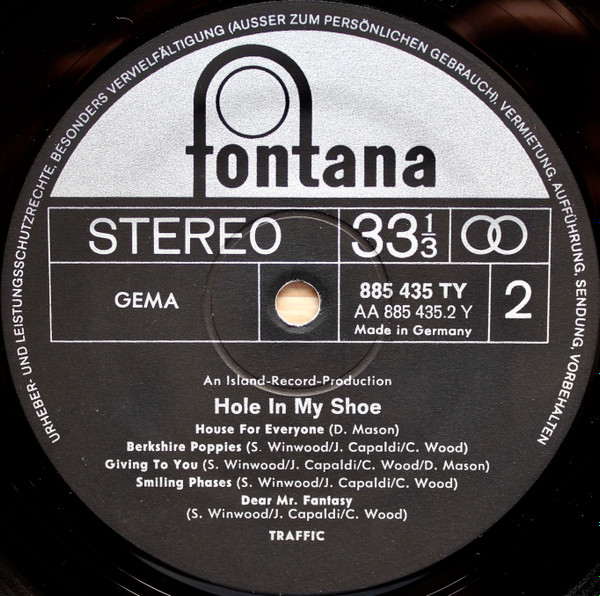 URHEBER- UND LEISTUNGSSCHUTZRECHTE, BESONDERS VERVIELFÄLTIGUNG (AUSSER ZUM PERSÖNLICHEN GEBRAUCH), VERMIETUNG, AUFFÜHRUNG, SENDUNG, VORBEHALTEN
fontana
STEREO 33 1/3
GEMA
885 435 TY
AA 885 435.2 Y
Made in Germany
2
An Island-Record-Production
Hole In My Shoe
House For Everyone (D. Mason)
Berkshire Poppies (S. Winwood/J. Capaldi/C. Wood)
Giving To You (S. Winwood/J. Capaldi/C. Wood/D. Mason)
Smiling Phases (S. Winwood/J. Capaldi/C. Wood)
Dear Mr. Fantasy
(S. Winwood/J. Capaldi/C. Wood)
TRAFFIC